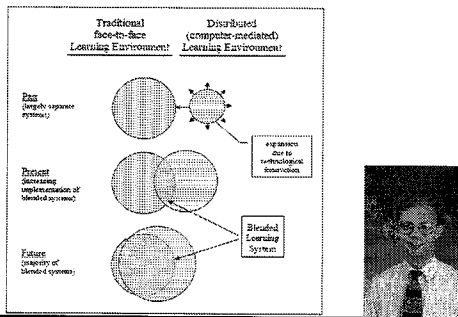 Traditional
face-to-face
Learning Environment
Distributed
(computer-mediated)
Learning Environment
Past
(largely separate
systems)
expansion
due to
technological
innovation
Present
(increasing
implementation of
blended systems)
Blended
Learning
System
Future
(majority of
blended systems)